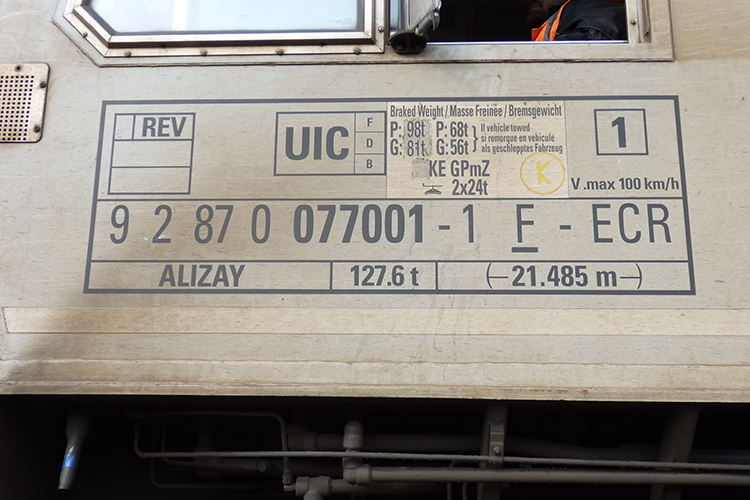 REV
UIC
F
D
B
Braked Weight / Masse Freinée / Bremsgewicht
P: 98t P: 68t
G: 81t G: 56t
If vehicle towed
si remorque en vehicule
als geschlepptes Fahrzeug
KE GPmZ
2x24t
K
1
V.max 100 km/h
9 2 87 0 077001 - 1 F - ECR
ALIZAY 127.6 t (–21.485 m–)